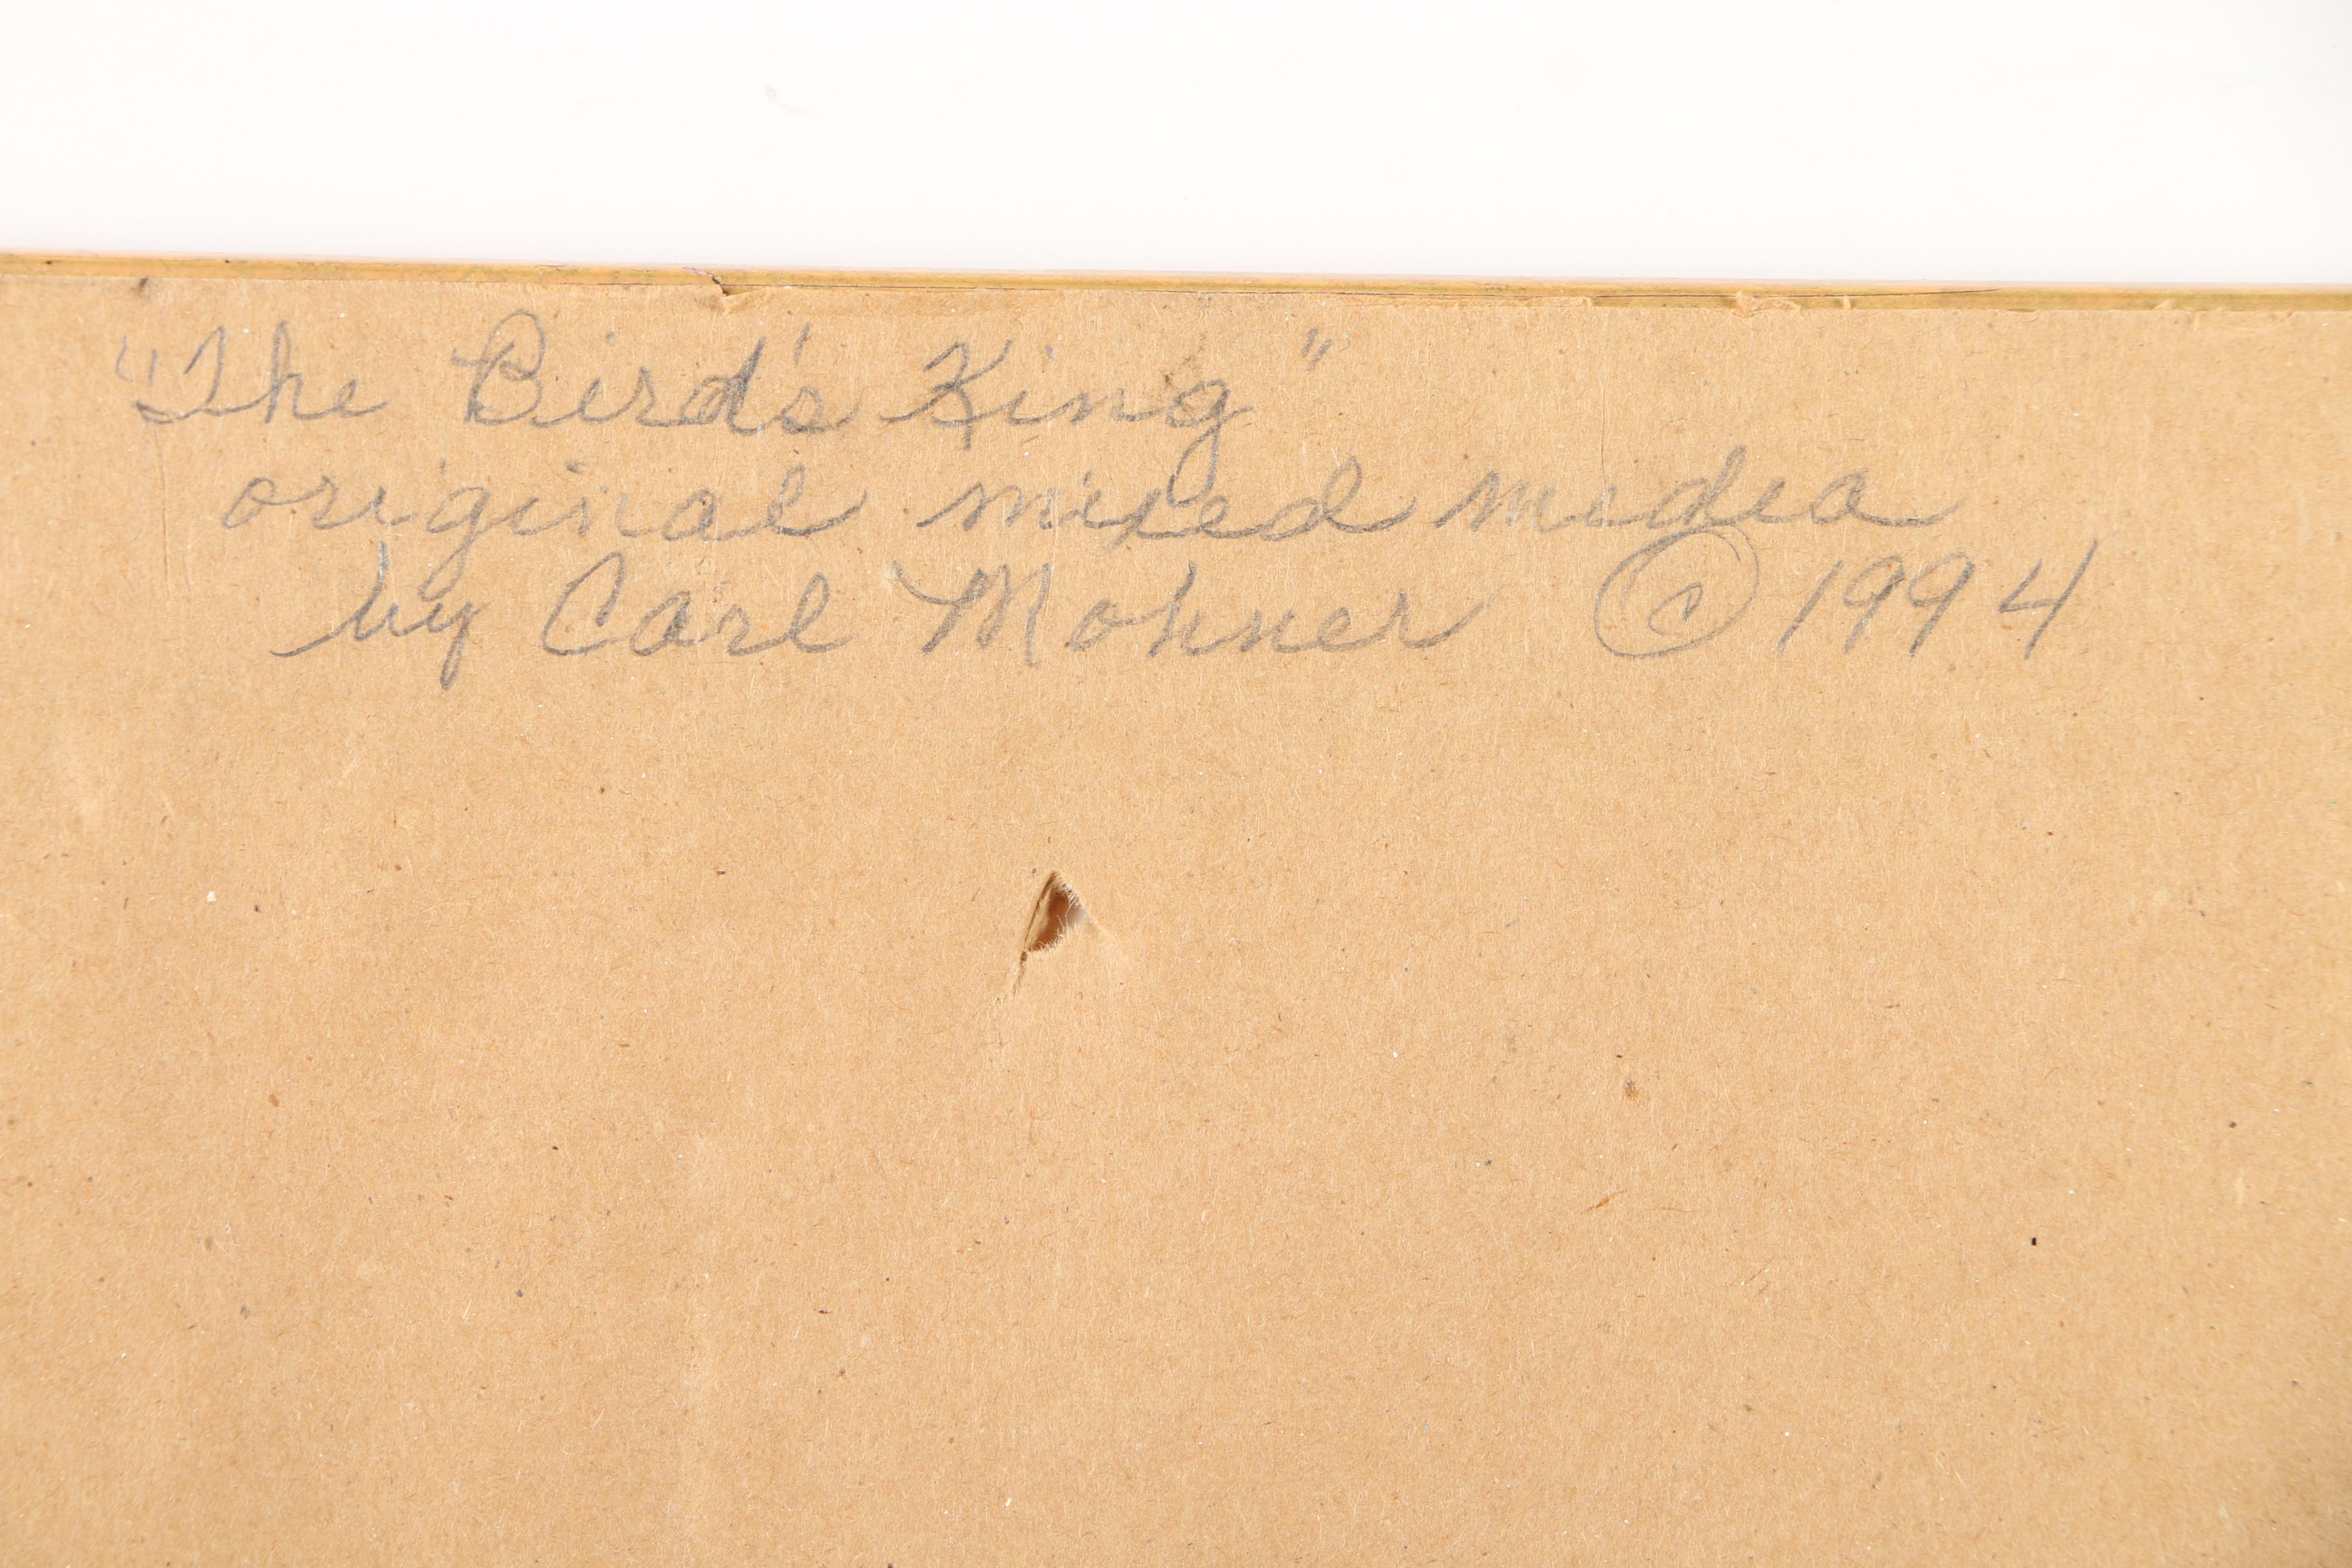 "The Bird's King"
original mixed media
by Carl Mohner © 1994